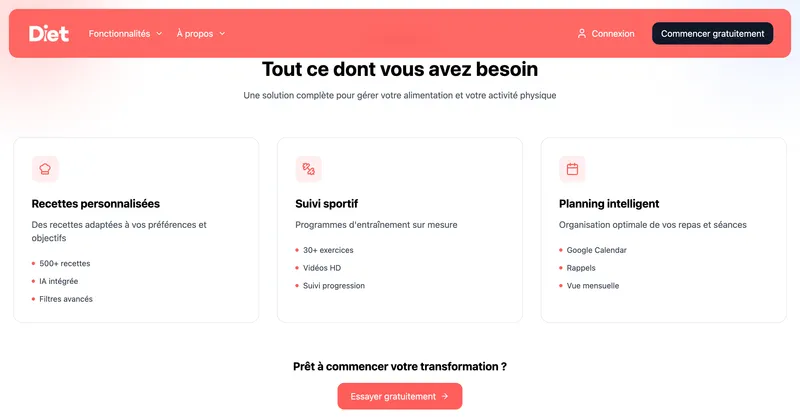 Diet
Fonctionnalités
À propos
Connexion
Commencer gratuitement
Tout ce dont vous avez besoin
Une solution complète pour gérer votre alimentation et votre activité physique
Recettes personnalisées
Des recettes adaptées à vos préférences et
objectifs
500+ recettes
IA intégrée
Filtres avancés
Suivi sportif
Programmes d'entraînement sur mesure
30+ exercices
Vidéos HD
Suivi progression
Planning intelligent
Organisation optimale de vos repas et séances
Google Calendar
Rappels
Vue mensuelle
Prêt à commencer votre transformation ?
Essayer gratuitement